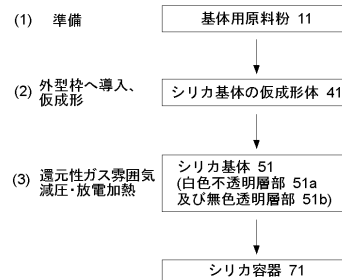 (1) 準備
基体用原料粉 11
(2) 外型枠へ導入、
仮成形
シリカ基体の仮成形体 41
(3) 還元性ガス雰囲気
減圧・放電加熱
シリカ基体 51
(白色不透明層部 51a
及び無色透明層部 51b)
シリカ容器 71